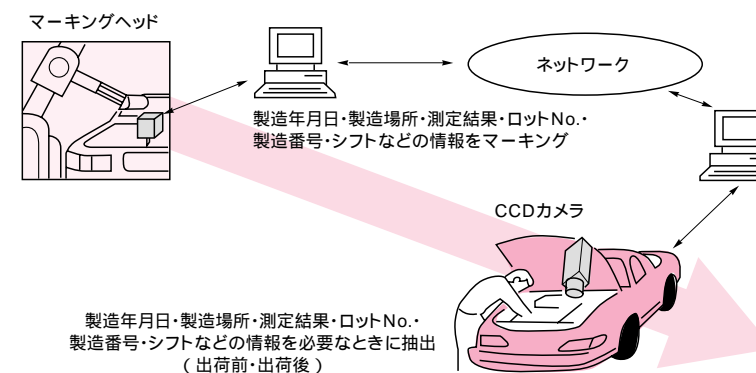 マーキングヘッド
ネットワーク
製造年月日・製造場所・測定結果・ロットNo.・
製造番号・シフトなどの情報をマーキング
CCDカメラ
製造年月日・製造場所・測定結果・ロットNo.・
製造番号・シフトなどの情報を必要なときに抽出
(出荷前・出荷後)